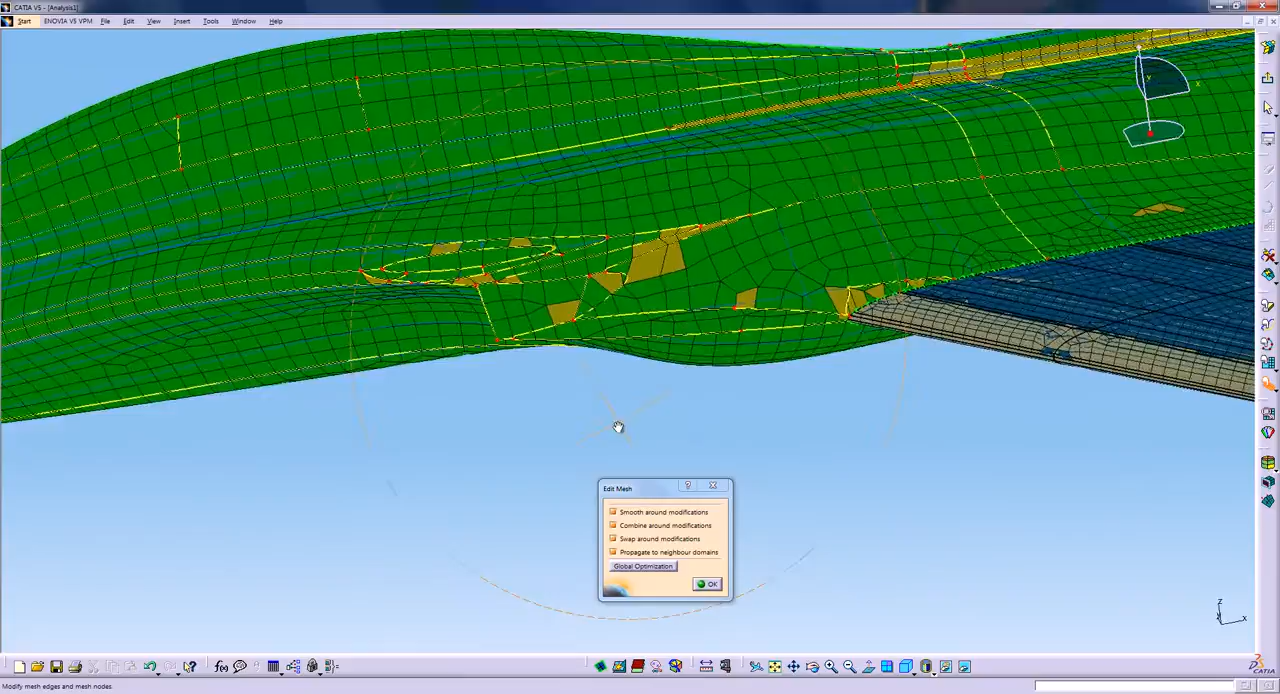 CATIA V5 - [Analysis1]
Start ENOVIA V5 VPM File Edit View Insert Tools Window Help
Y
X
Edit Mesh
Smooth around modifications
Combine around modifications
Swap around modifications
Propagate to neighbour domains
Global Optimization
OK
Z
Y X
f(x)
CATIA
Modify mesh edges and mesh nodes.